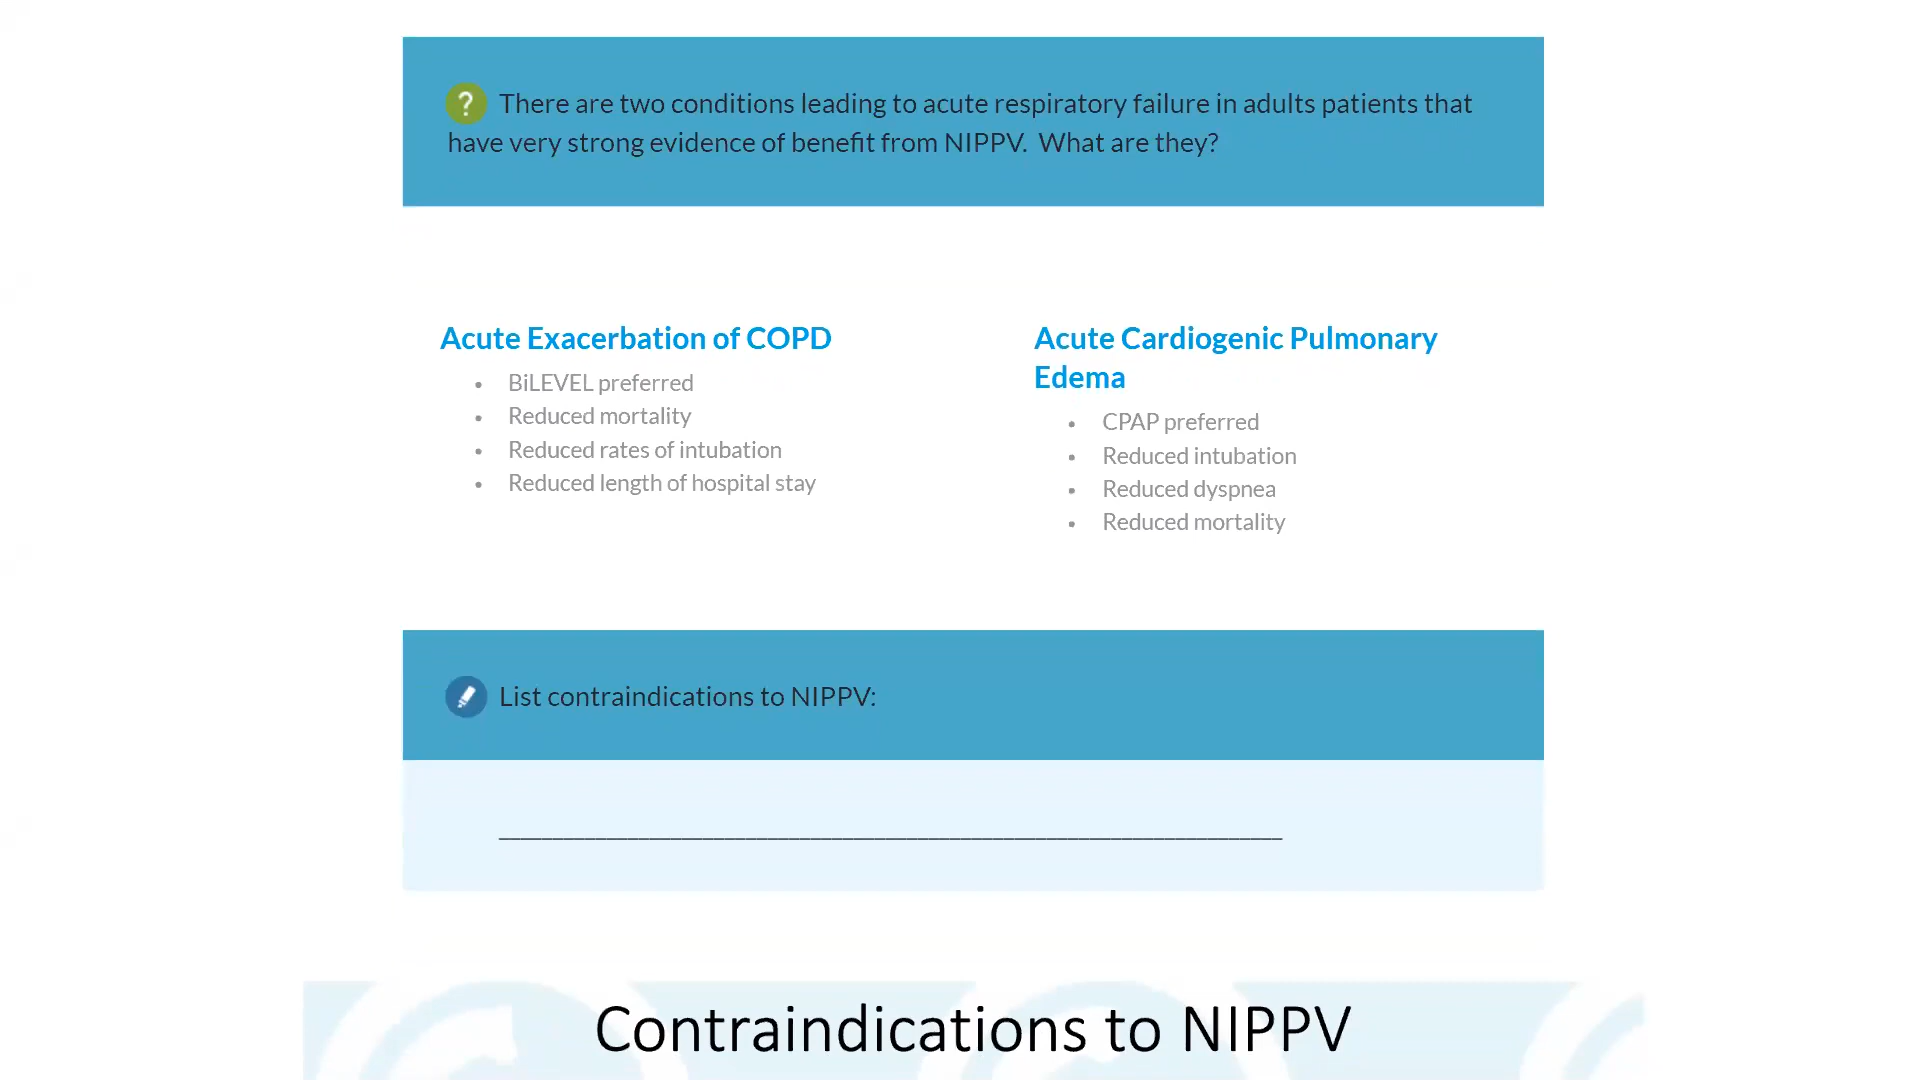 ? There are two conditions leading to acute respiratory failure in adults patients that
have very strong evidence of benefit from NIPPV. What are they?
Acute Exacerbation of COPD
• BiLEVEL preferred
• Reduced mortality
• Reduced rates of intubation
• Reduced length of hospital stay
Acute Cardiogenic Pulmonary
Edema
• CPAP preferred
• Reduced intubation
• Reduced dyspnea
• Reduced mortality
List contraindications to NIPPV:
Contraindications to NIPPV